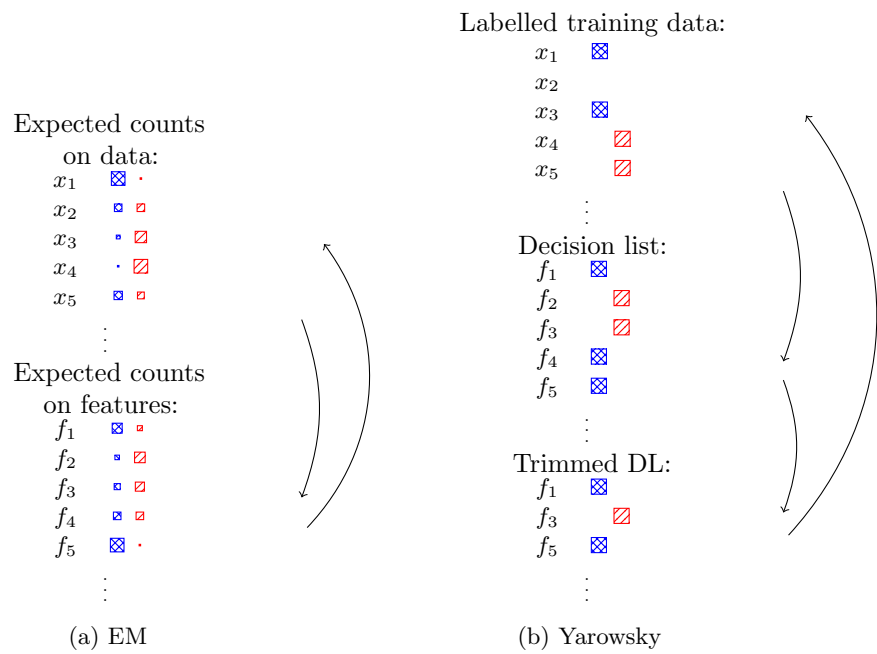 Expected counts
on data:
x1
x2
x3
x4
x5
⋮
Expected counts
on features:
f1
f2
f3
f4
f5
⋮
(a) EM
Labelled training data:
x1
x2
x3
x4
x5
⋮
Decision list:
f1
f2
f3
f4
f5
⋮
Trimmed DL:
f1
f3
f5
⋮
(b) Yarowsky